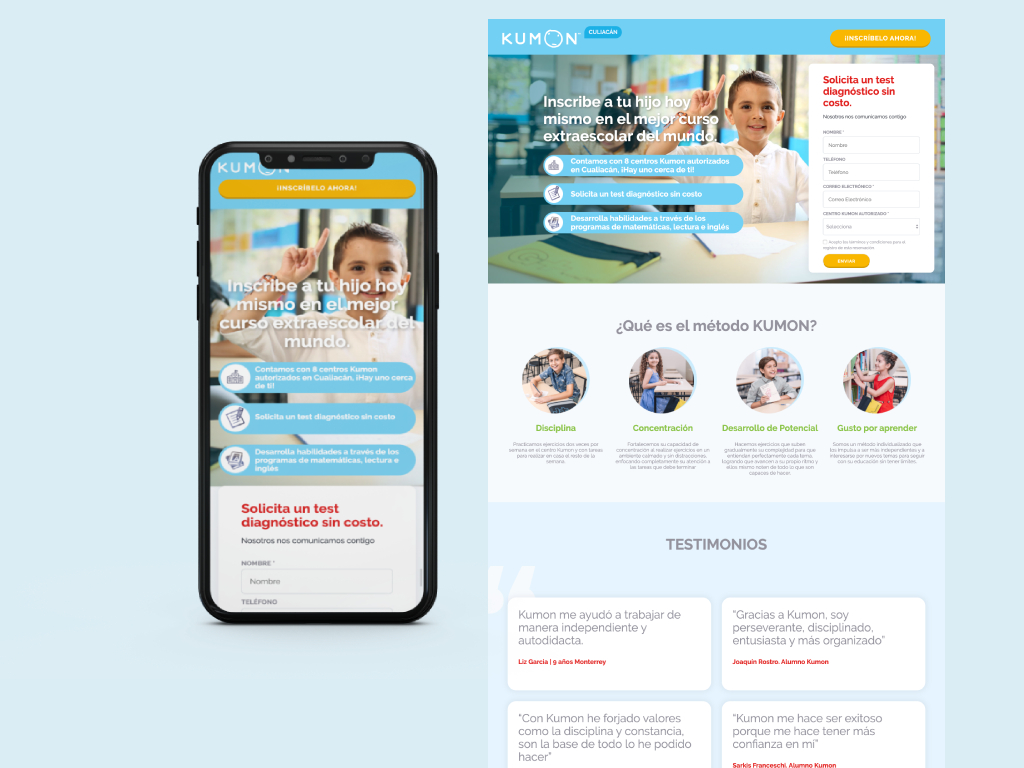 KUMON
¡INSCRÍBELO AHORA!
Inscribe a tu hijo hoy
mismo en el mejor
curso extraescolar del
mundo.
Contamos con 8 centros Kumon
autorizados en Cualiacán, ¡Hay uno cerca
de ti!
Solicita un test diagnóstico sin costo
Desarrolla habilidades a través de los
programas de matemáticas, lectura e
inglés
Solicita un test
diagnóstico sin costo.
Nosotros nos comunicamos contigo
NOMBRE *
Nombre
TELÉFONO
KUMON
CULIACÁN
¡INSCRÍBELO AHORA!
Inscribe a tu hijo hoy
mismo en el mejor curso
extraescolar del mundo.
Contamos con 8 centros Kumon autorizados
en Cualiacán, ¡Hay uno cerca de ti!
Solicita un test diagnóstico sin costo
Desarrolla habilidades a través de los
programas de matemáticas, lectura e inglés
Solicita un test
diagnóstico sin
costo.
Nosotros nos comunicamos contigo
NOMBRE *
Nombre
TELÉFONO
Teléfono
CORREO ELECTRÓNICO *
Correo Electrónico
CENTRO KUMON AUTORIZADO *
Selecciona
Acepto los términos y condiciones para el
registro de esta reservación
ENVIAR
¿Qué es el método KUMON?
Disciplina
Practicamos ejercicios dos veces por
semana en el centro Kumon y con tareas
para realizar en casa el resto de la
semana.
Concentración
Fortalecemos su capacidad de
concentración al realizar ejercicios en un
ambiente calmado y sin distracciones,
enfocando completamente su atención a
las tareas que debe terminar
Desarrollo de Potencial
Hacemos ejercicios que suben
gradualmente su complejidad para que
entiendan perfectamente cada tema,
logrando que avancen a su propio ritmo y
ellos mismo noten de todo lo que son
capaces de hacer.
Gusto por aprender
Somos un método individualizado que
los impulsa a ser más independientes y a
interesarse por nuevos temas para seguir
con su educación sin tener límites.
TESTIMONIOS
Kumon me ayudó a trabajar de
manera independiente y
autodidacta.
Liz García | 9 años Monterrey
"Gracias a Kumon, soy
perseverante, disciplinado,
entusiasta y más organizado"
Joaquín Rostro. Alumno Kumon
"Con Kumon he forjado valores
como la disciplina y constancia,
son la base de todo lo he podido
hacer"
"Kumon me hace ser exitoso
porque me hace tener más
confianza en mí"
Sarkis Franceschi. Alumno Kumon